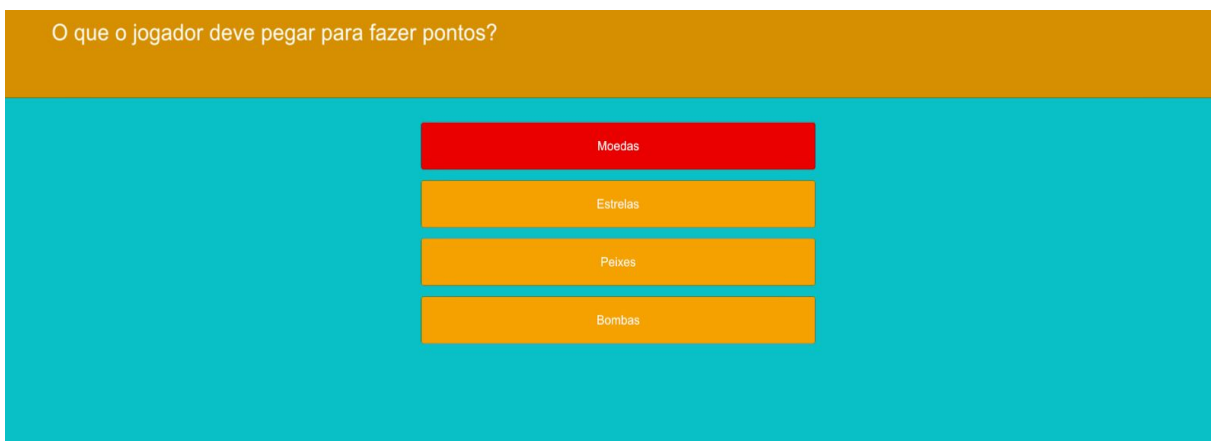 O que o jogador deve pegar para fazer pontos?
Moedas
Estrelas
Peixes
Bombas